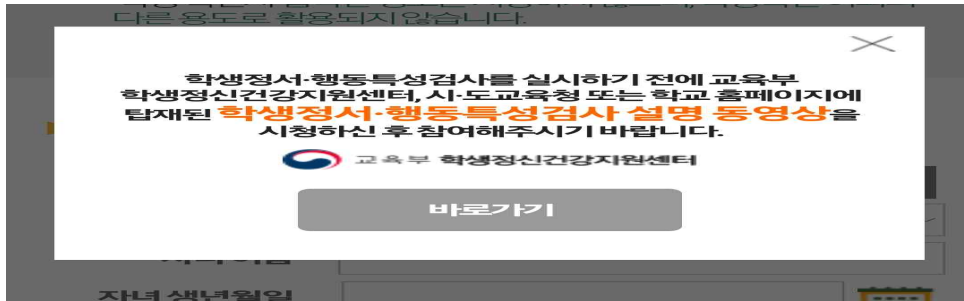 다른 용도로 활용되지 않습니다.
학생정서·행동특성검사를 실시하기 전에 교육부
학생정신건강지원센터, 시·도교육청 또는 학교 홈페이지에
탑재된 학생정서·행동특성검사 설명 동영상을
시청하신 후 참여해주시기 바랍니다.
교육부 학생정신건강지원센터
바로가기
자녀 생년월일